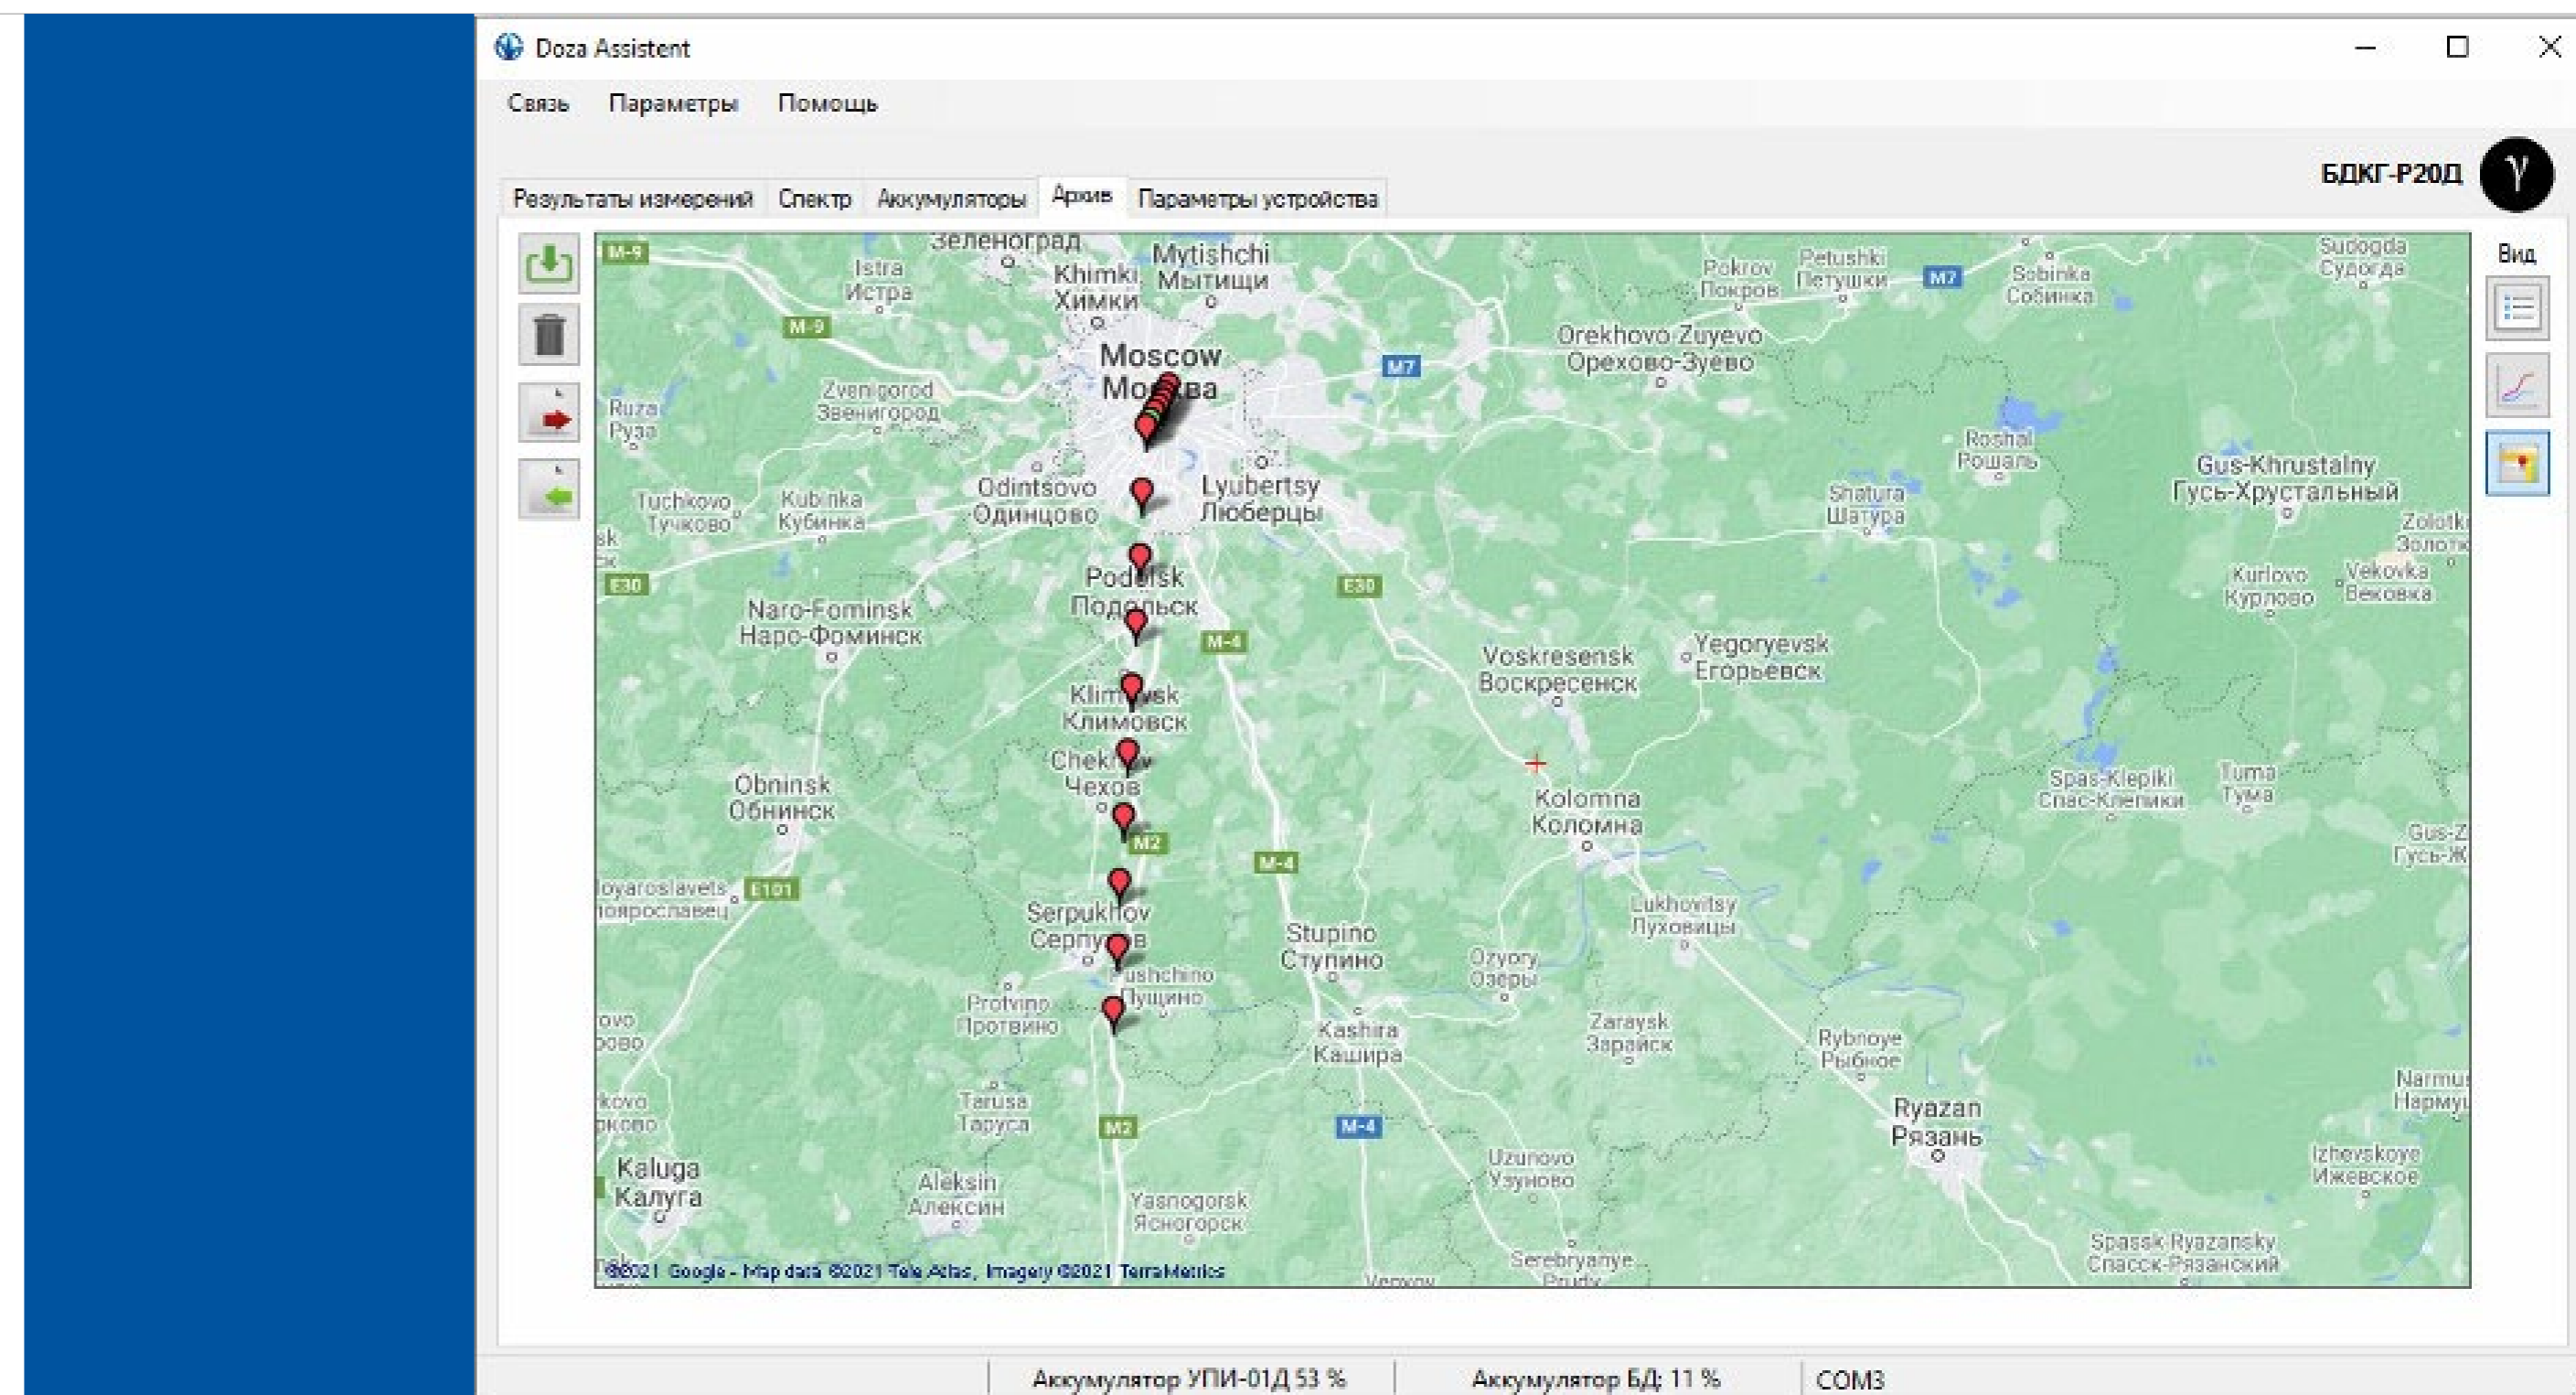 Doza Assistent
Связь Параметры Помощь
БДКГ-Р20Д
γ
Результаты измерений Спектр Аккумуляторы Архив Параметры устройства
Вид
M-9
Зеленоград
Mytishchi
Мытищи
Istra
Истра
Khimki
Химки
Pokrov
Покров
Petushki
Петушки
M7
Sobinka
Собинка
Sudogda
Судогда
M-9
Orekhovo Zuyevo
Орехово-Зуево
Moscow
M7
Zvenigorod
Звенигород
Ruza
Руза
Roshal
Рошаль
Gus-Khrustalny
Гусь-Хрустальный
Tuchkovo
Тучково
Kubinka
Кубинка
Odintsovo
Одинцово
Lyubertsy
Люберцы
Shatura
Шатура
E30
Podolsk
Подольск
E30
Kurlovo
Курлово
Vekovka
Вековка
Naro-Fominsk
Наро-Фоминск
M-4
Voskresensk
Воскресенск
Yegoryevsk
Егорьевск
Климовск
Чехов
Obninsk
Обнинск
Kolomna
Коломна
Spas-Klepiki
Спас-Клепики
Tuma
Тума
M2
M-4
E101
Serpukhov
Lukhovitsy
Луховицы
Stupino
Ступино
Ozyory
Озёры
Пущино
Protvino
Протвино
Kashira
Кашира
Zaraysk
Зарайск
Rybnoye
Рыбное
Tarusa
Таруса
M2
M-4
Ryazan
Рязань
Kaluga
Калуга
Aleksin
Алексин
Yasnogorsk
Ясногорск
Uzunovo
Узуново
Izhevskoye
Ижевское
Serebryanye
Prudy
Spassk-Ryazansky
Спасск-Рязанский
©2021 Google - Map data ©2021 Tele Atlas, Imagery ©2021 TerraMetrics
Аккумулятор УПИ-01Д 53 % Аккумулятор БД: 11 % COM3